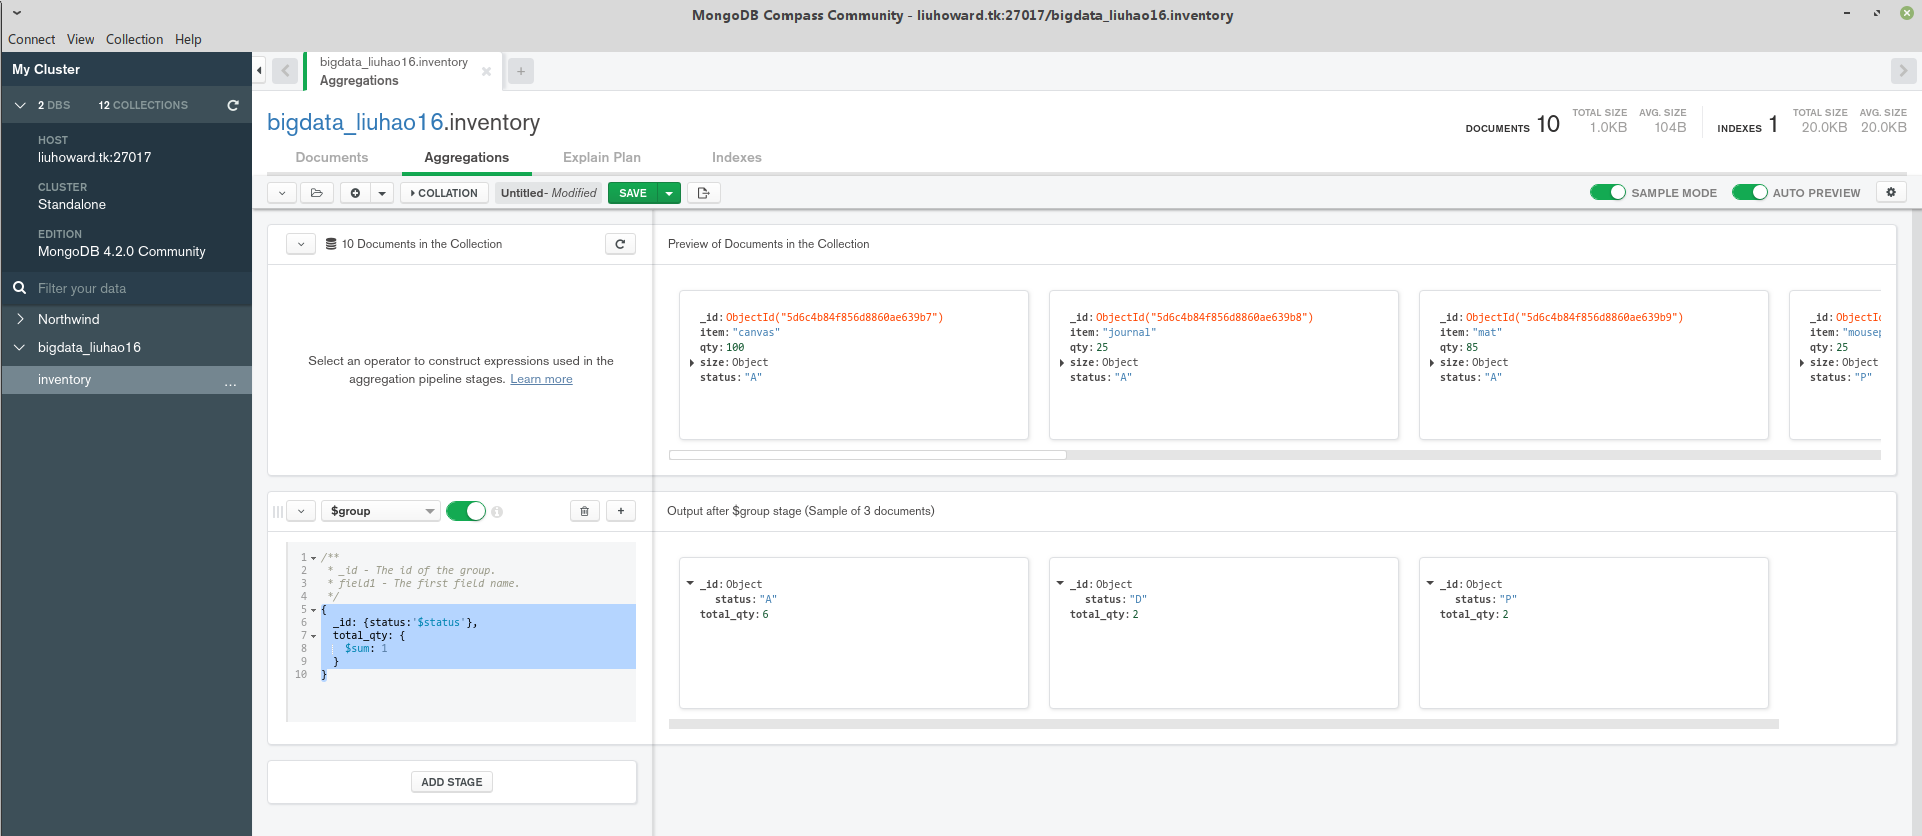 MongoDB Compass Community - liuhoward.tk:27017/bigdata_liuhao16.inventory
Connect View Collection Help
My Cluster
2 DBS 12 COLLECTIONS
HOST
liuhoward.tk:27017
CLUSTER
Standalone
EDITION
MongoDB 4.2.0 Community
Filter your data
Northwind
bigdata_liuhao16
inventory ...
bigdata_liuhao16.inventory
Aggregations
bigdata_liuhao16.inventory
DOCUMENTS 10 TOTAL SIZE 1.0KB AVG. SIZE 104B INDEXES 1 TOTAL SIZE 20.0KB AVG. SIZE 20.0KB
Documents Aggregations Explain Plan Indexes
COLLATION Untitled- Modified SAVE SAMPLE MODE AUTO PREVIEW
10 Documents in the Collection
Select an operator to construct expressions used in the
aggregation pipeline stages. Learn more
Preview of Documents in the Collection
_id: ObjectId("5d6c4b84f856d8860ae639b7")
item: "canvas"
qty: 100
size: Object
status: "A"
_id: ObjectId("5d6c4b84f856d8860ae639b8")
item: "journal"
qty: 25
size: Object
status: "A"
_id: ObjectId("5d6c4b84f856d8860ae639b9")
item: "mat"
qty: 85
size: Object
status: "A"
_id: ObjectId
item: "mousep
qty: 25
size: Object
status: "P"
$group
1 /**
2 * _id - The id of the group.
3 * field1 - The first field name.
4 */
5 {
6 _id: {status:'$status'},
7 total_qty: {
8 $sum: 1
9 }
10 }
Output after $group stage (Sample of 3 documents)
_id: Object
status: "A"
total_qty: 6
_id: Object
status: "D"
total_qty: 2
_id: Object
status: "P"
total_qty: 2
ADD STAGE